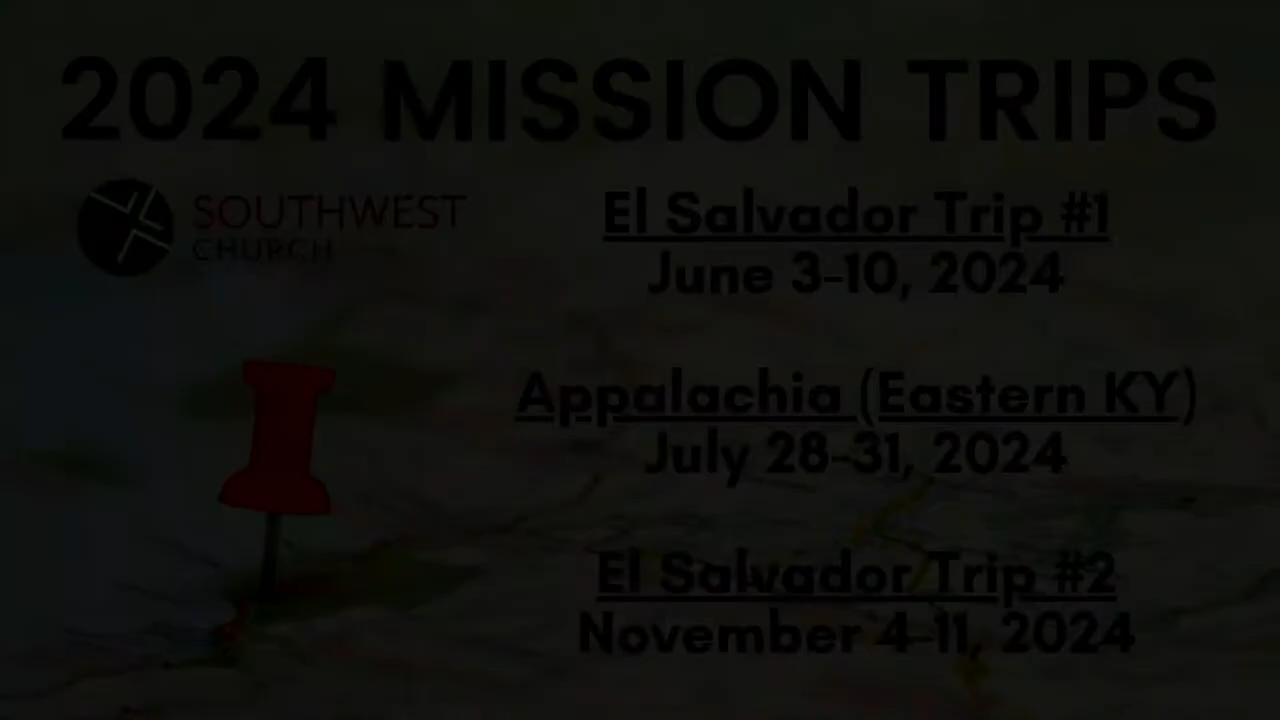 2024 MISSION TRIPS
SOUTHWEST
CHURCH
El Salvador Trip #1
June 3-10, 2024
Appalachia (Eastern KY)
July 28-31, 2024
El Salvador Trip #2
November 4-11, 2024